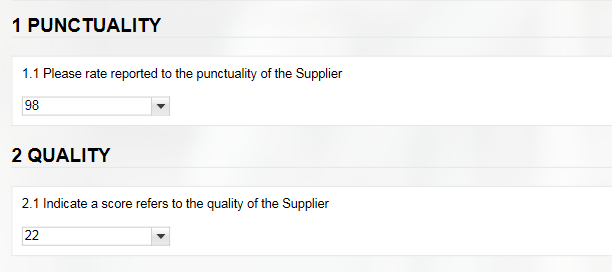 1 PUNCTUALITY
1.1 Please rate reported to the punctuality of the Supplier
98
2 QUALITY
2.1 Indicate a score refers to the quality of the Supplier
22